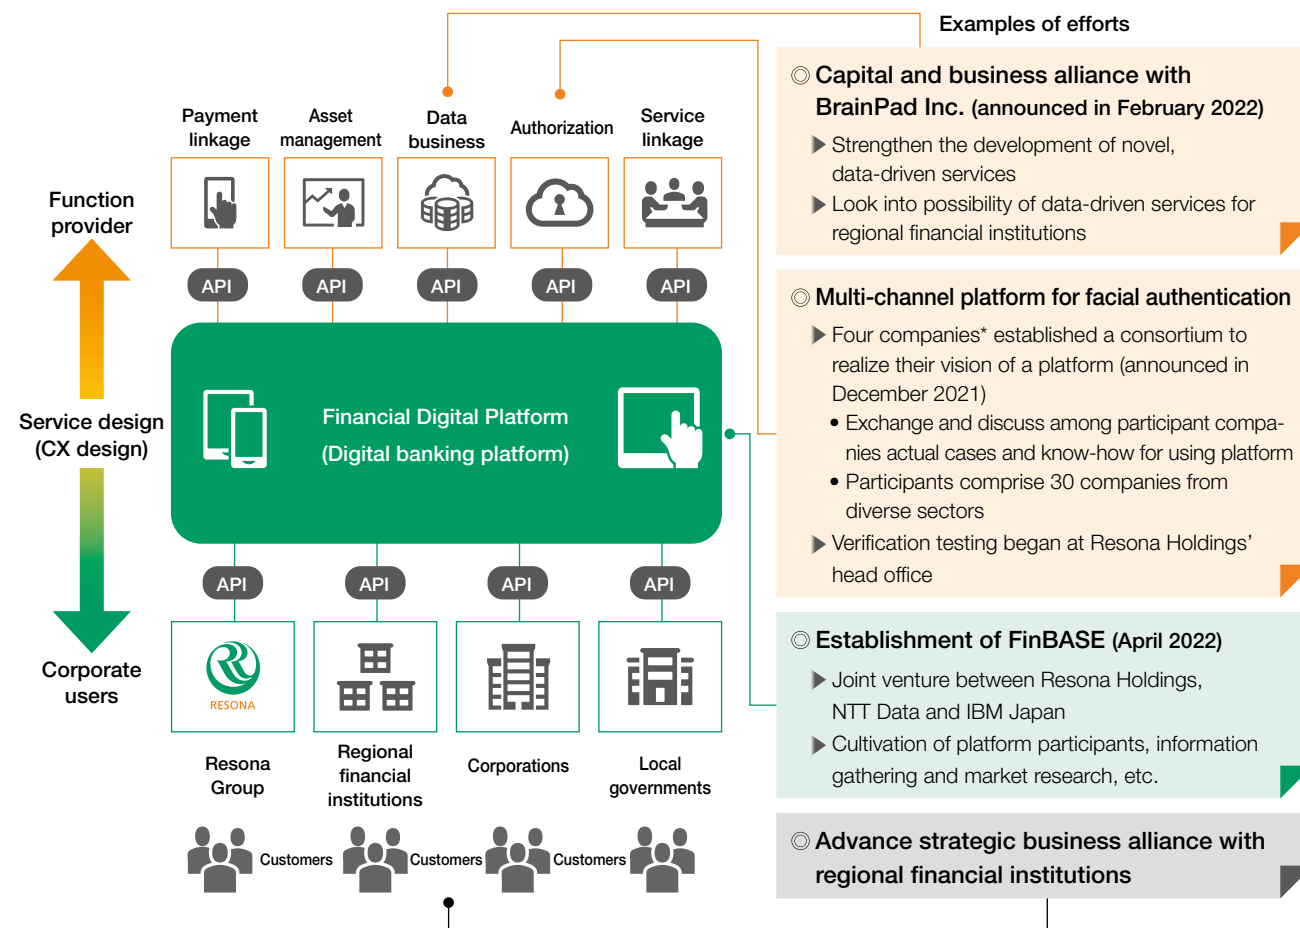 Examples of efforts
Payment
linkage
Asset
management
Data
business
Authorization
Service
linkage
Function
provider
API
API
API
API
API
Service design
(CX design)
Financial Digital Platform
(Digital banking platform)
API
API
API
API
Corporate
users
RESONA
Resona
Group
Regional
financial
institutions
Corporations
Local
governments
Customers
Customers
Customers
◎ Capital and business alliance with
BrainPad Inc. (announced in February 2022)
▶ Strengthen the development of novel,
data-driven services
▶ Look into possibility of data-driven services for
regional financial institutions
◎ Multi-channel platform for facial authentication
▶ Four companies* established a consortium to
realize their vision of a platform (announced in
December 2021)
• Exchange and discuss among participant compa-
nies actual cases and know-how for using platform
• Participants comprise 30 companies from
diverse sectors
▶ Verification testing began at Resona Holdings’
head office
◎ Establishment of FinBASE (April 2022)
▶ Joint venture between Resona Holdings,
NTT Data and IBM Japan
▶ Cultivation of platform participants, information
gathering and market research, etc.
◎ Advance strategic business alliance with
regional financial institutions